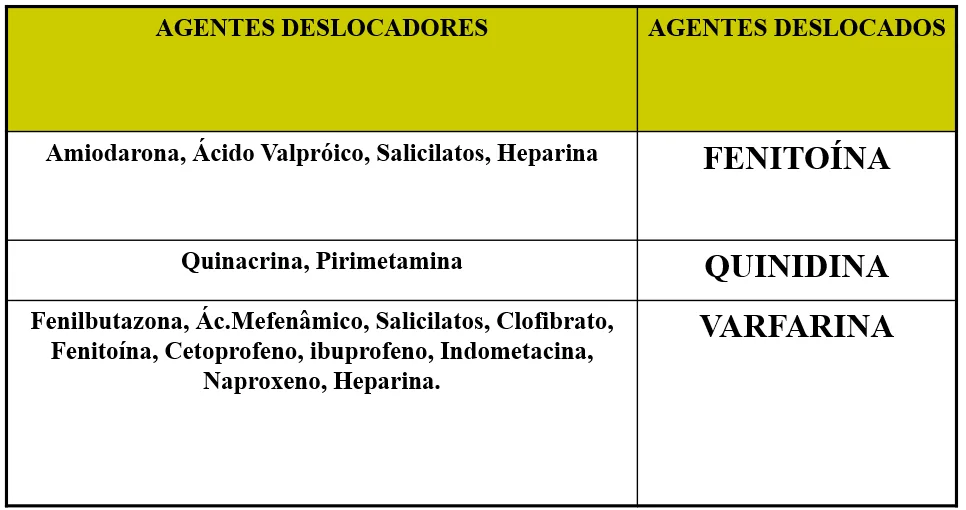 AGENTES DESLOCADORES
AGENTES DESLOCADOS
Amiodarona, Ácido Valpróico, Salicilatos, Heparina
FENITOÍNA
Quinacrina, Pirimetamina
QUINIDINA
Fenilbutazona, Ác.Mefenâmico, Salicilatos, Clofibrato,
Fenitoína, Cetoprofeno, ibuprofeno, Indometacina,
Naproxeno, Heparina.
VARFARINA